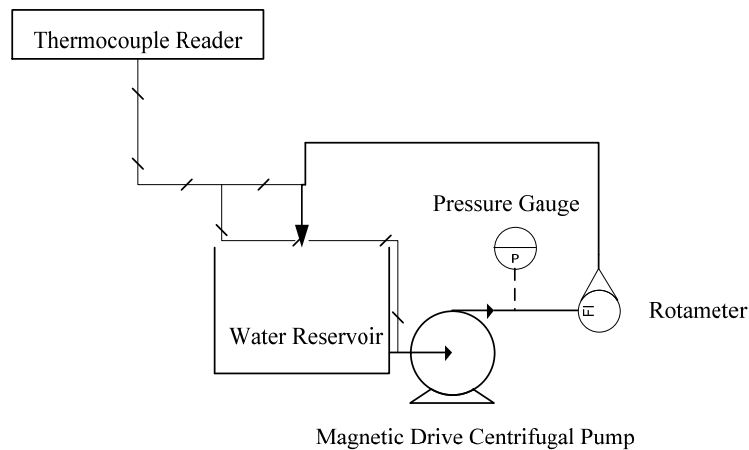 Thermocouple Reader
Pressure Gauge
P
FI
Rotameter
Water Reservoir
Magnetic Drive Centrifugal Pump